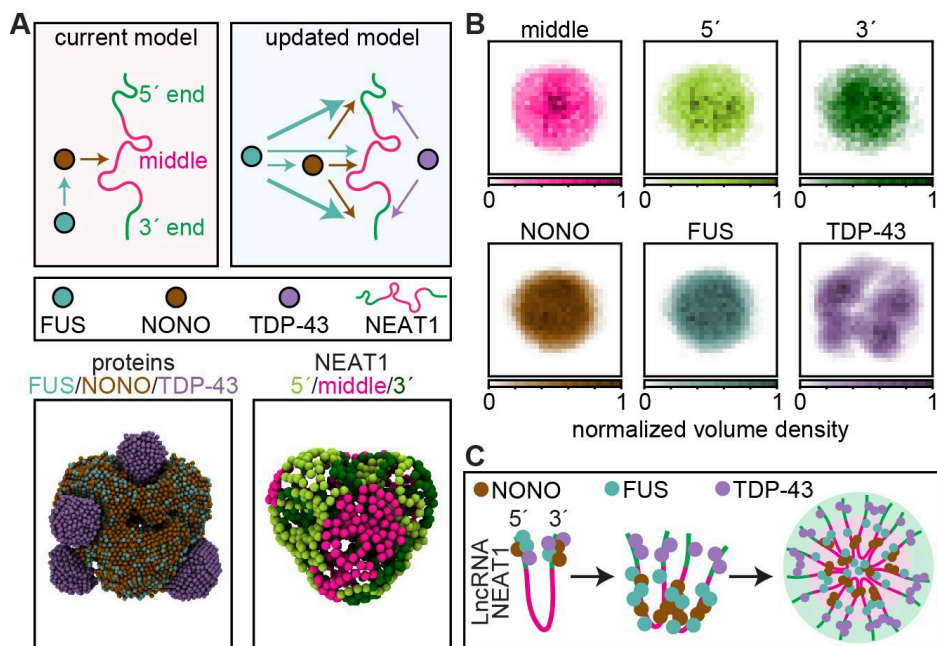 A
current model
updated model
5´ end
middle
3´ end
FUS
NONO
TDP-43
NEAT1
proteins
FUS/NONO/TDP-43
NEAT1
5´/middle/3´
B
middle
5´
3´
0 1
0 1
0 1
NONO
FUS
TDP-43
0 1
0 1
0 1
normalized volume density
C
NONO
FUS
TDP-43
5´ 3´
LncRNA
NEAT1